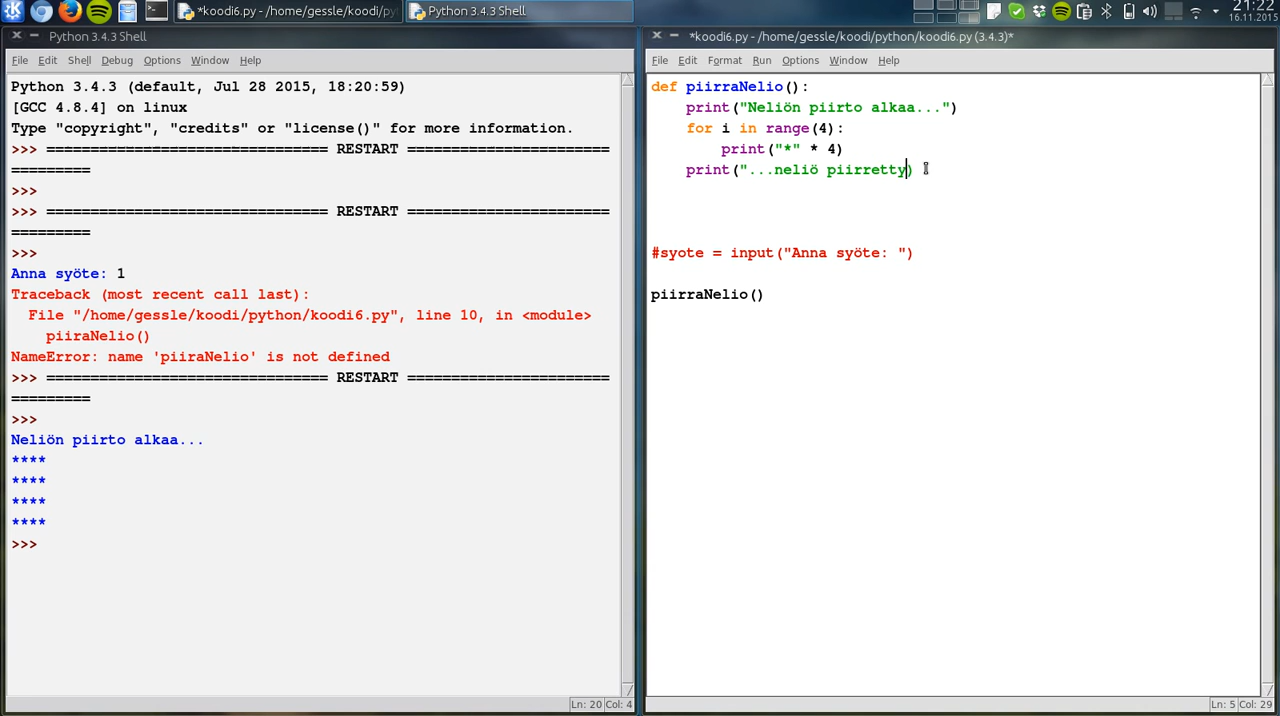 *koodi6.py - /home/gessle/koodi/py
Python 3.4.3 Shell
21:22
16.11.2015
Python 3.4.3 Shell
File Edit Shell Debug Options Window Help
Python 3.4.3 (default, Jul 28 2015, 18:20:59)
[GCC 4.8.4] on linux
Type "copyright", "credits" or "license()" for more information.
>>> ================================ RESTART =======================
=========
>>>
>>> ================================ RESTART =======================
=========
>>>
Anna syöte: 1
Traceback (most recent call last):
  File "/home/gessle/koodi/python/koodi6.py", line 10, in <module>
    piiraNelio()
NameError: name 'piiraNelio' is not defined
>>> ================================ RESTART =======================
=========
>>>
Neliön piirto alkaa...
****
****
****
****
>>>
Ln: 20 Col: 4
*koodi6.py - /home/gessle/koodi/python/koodi6.py (3.4.3)*
File Edit Format Run Options Window Help
def piirraNelio():
    print("Neliön piirto alkaa...")
    for i in range(4):
        print("*" * 4)
    print("...neliö piirretty)
#syote = input("Anna syöte: ")
piirraNelio()
Ln: 5 Col: 29